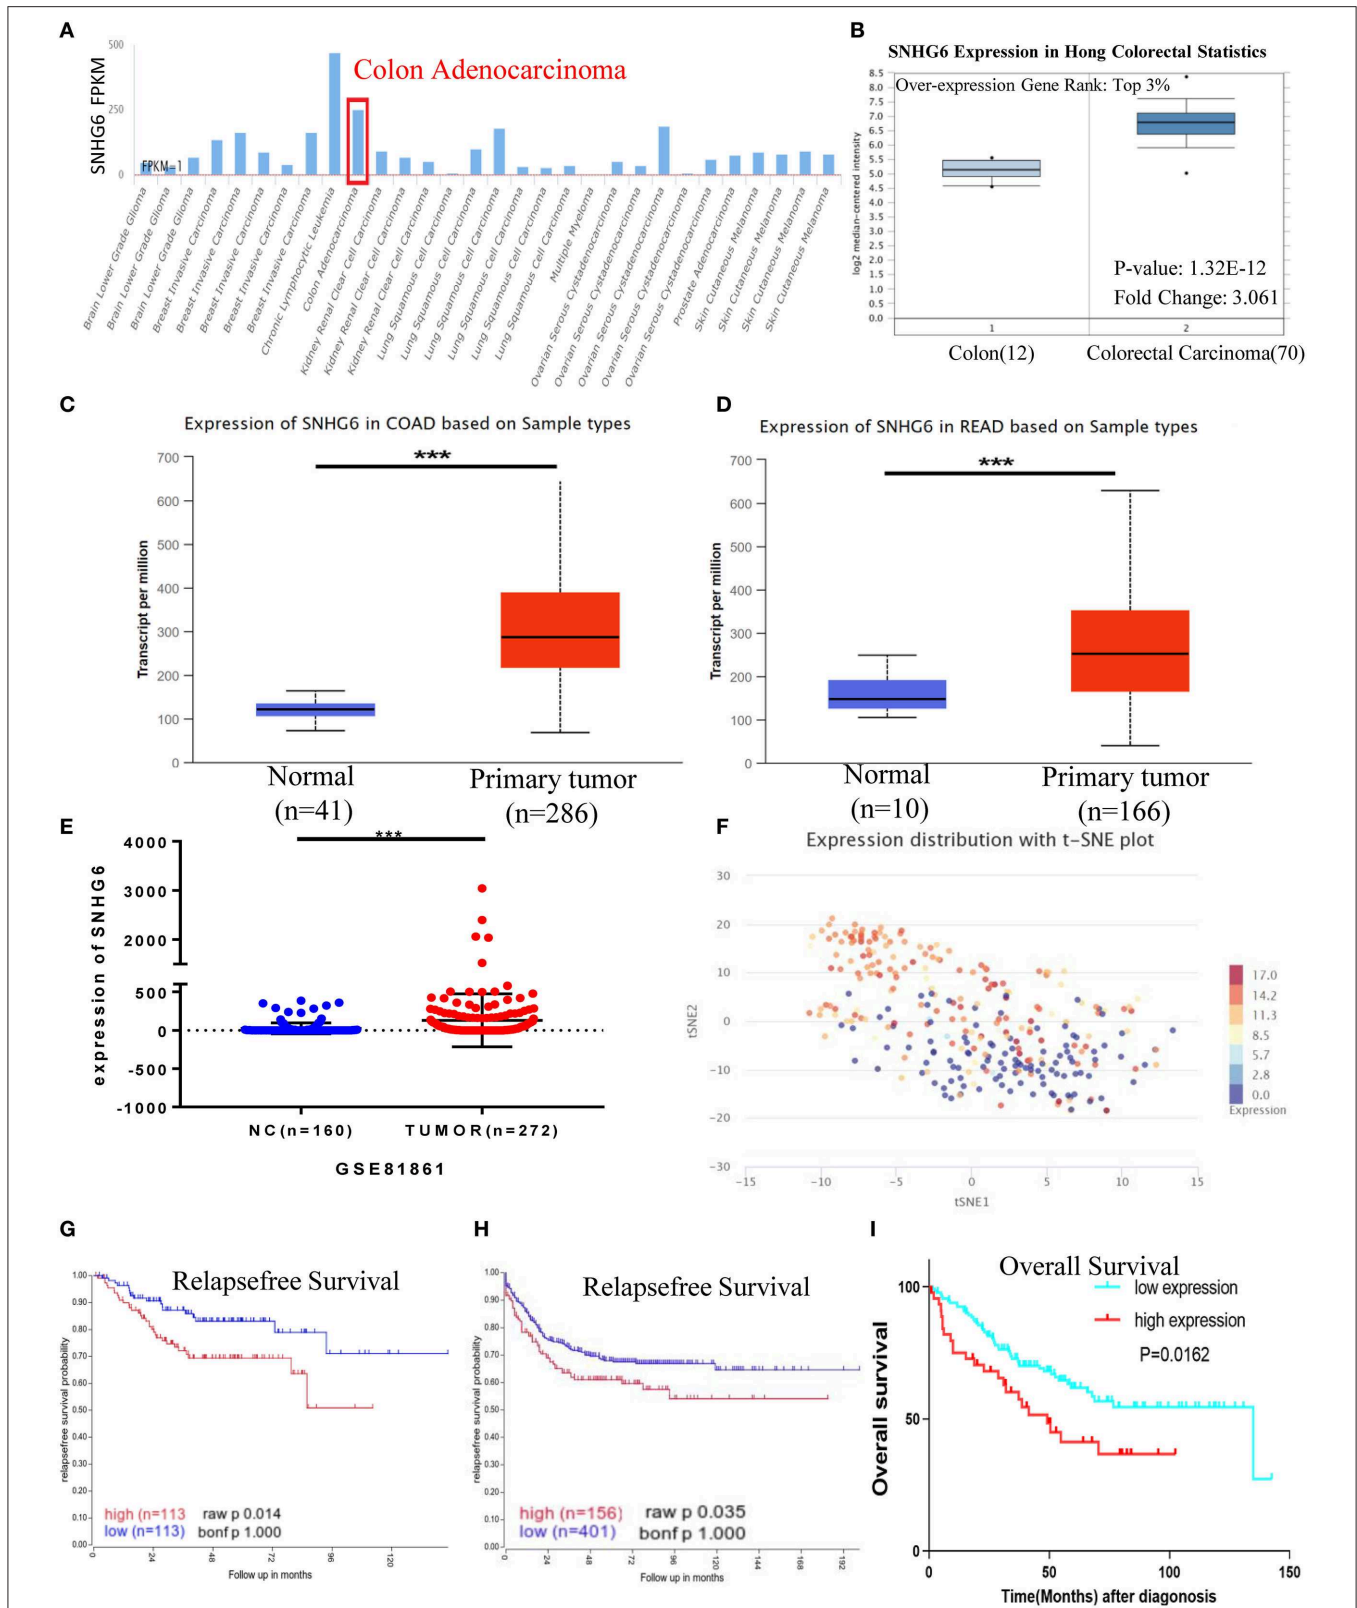 A
SNHG6 FPKM
500
250
0
FPKM=1
Colon Adenocarcinoma
Brain Lower Grade Glioma
Brain Lower Grade Glioma
Brain Lower Grade Glioma
Breast Invasive Carcinoma
Breast Invasive Carcinoma
Breast Invasive Carcinoma
Breast Invasive Carcinoma
Chronic Lymphocytic Leukemia
Colon Adenocarcinoma
Kidney Renal Clear Cell Carcinoma
Kidney Renal Clear Cell Carcinoma
Kidney Renal Clear Cell Carcinoma
Lung Squamous Cell Carcinoma
Lung Squamous Cell Carcinoma
Lung Squamous Cell Carcinoma
Lung Squamous Cell Carcinoma
Lung Squamous Cell Carcinoma
Lung Squamous Cell Carcinoma
Multiple Myeloma
Ovarian Serous Cystadenocarcinoma
Ovarian Serous Cystadenocarcinoma
Ovarian Serous Cystadenocarcinoma
Ovarian Serous Cystadenocarcinoma
Ovarian Serous Cystadenocarcinoma
Prostate Adenocarcinoma
Skin Cutaneous Melanoma
Skin Cutaneous Melanoma
Skin Cutaneous Melanoma
Skin Cutaneous Melanoma
B
SNHG6 Expression in Hong Colorectal Statistics
Over-expression Gene Rank: Top 3%
log2 median-centered intensity
8.5
8.0
7.5
7.0
6.5
6.0
5.5
5.0
4.5
4.0
3.5
3.0
2.5
2.0
1.5
1.0
0.5
0.0
P-value: 1.32E-12
Fold Change: 3.061
1
2
Colon(12)
Colorectal Carcinoma(70)
C
Expression of SNHG6 in COAD based on Sample types
Transcript per million
700
600
500
400
300
200
100
0
***
Normal
(n=41)
Primary tumor
(n=286)
D
Expression of SNHG6 in READ based on Sample types
Transcript per million
700
600
500
400
300
200
100
0
***
Normal
(n=10)
Primary tumor
(n=166)
E
expression of SNHG6
4000
3000
2000
500
0
-500
-1000
***
NC(n=160)
TUMOR(n=272)
GSE81861
F
Expression distribution with t-SNE plot
tSNE2
30
20
10
0
-10
-20
-30
-15
-10
-5
0
5
10
15
tSNE1
17.0
14.2
11.3
8.5
5.7
2.8
0.0
Expression
G
Relapsefree Survival
relapsefree survival probability
1.00
0.90
0.80
0.70
0.60
0.50
0.40
0.30
0.20
0.10
0.00
high (n=113
low (n=113)
raw p 0.014
bonf p 1.000
0
24
48
72
96
120
Follow up in months
H
Relapsefree Survival
relapsefree survival probability
1.00
0.90
0.80
0.70
0.60
0.50
0.40
0.30
0.20
0.10
0.00
high (n=156)
low (n=401)
raw p 0.035
bonf p 1.000
0
24
48
72
96
120
144
168
192
Follow up in months
I
Overall Survival
low expression
high expression
P=0.0162
Overall survival
100
50
0
0
50
100
150
Time(Months) after diagonosis